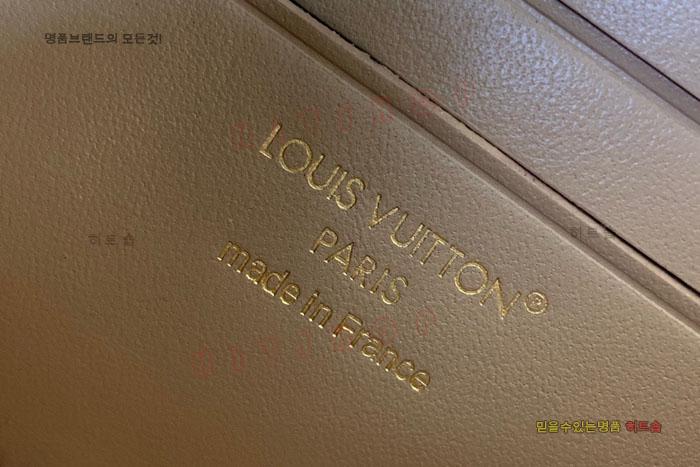 명품브랜드의 모든것!
LOUIS VUITTON®
PARIS
made in France
히트숍
히트숍
믿을수있는명품 히트숍